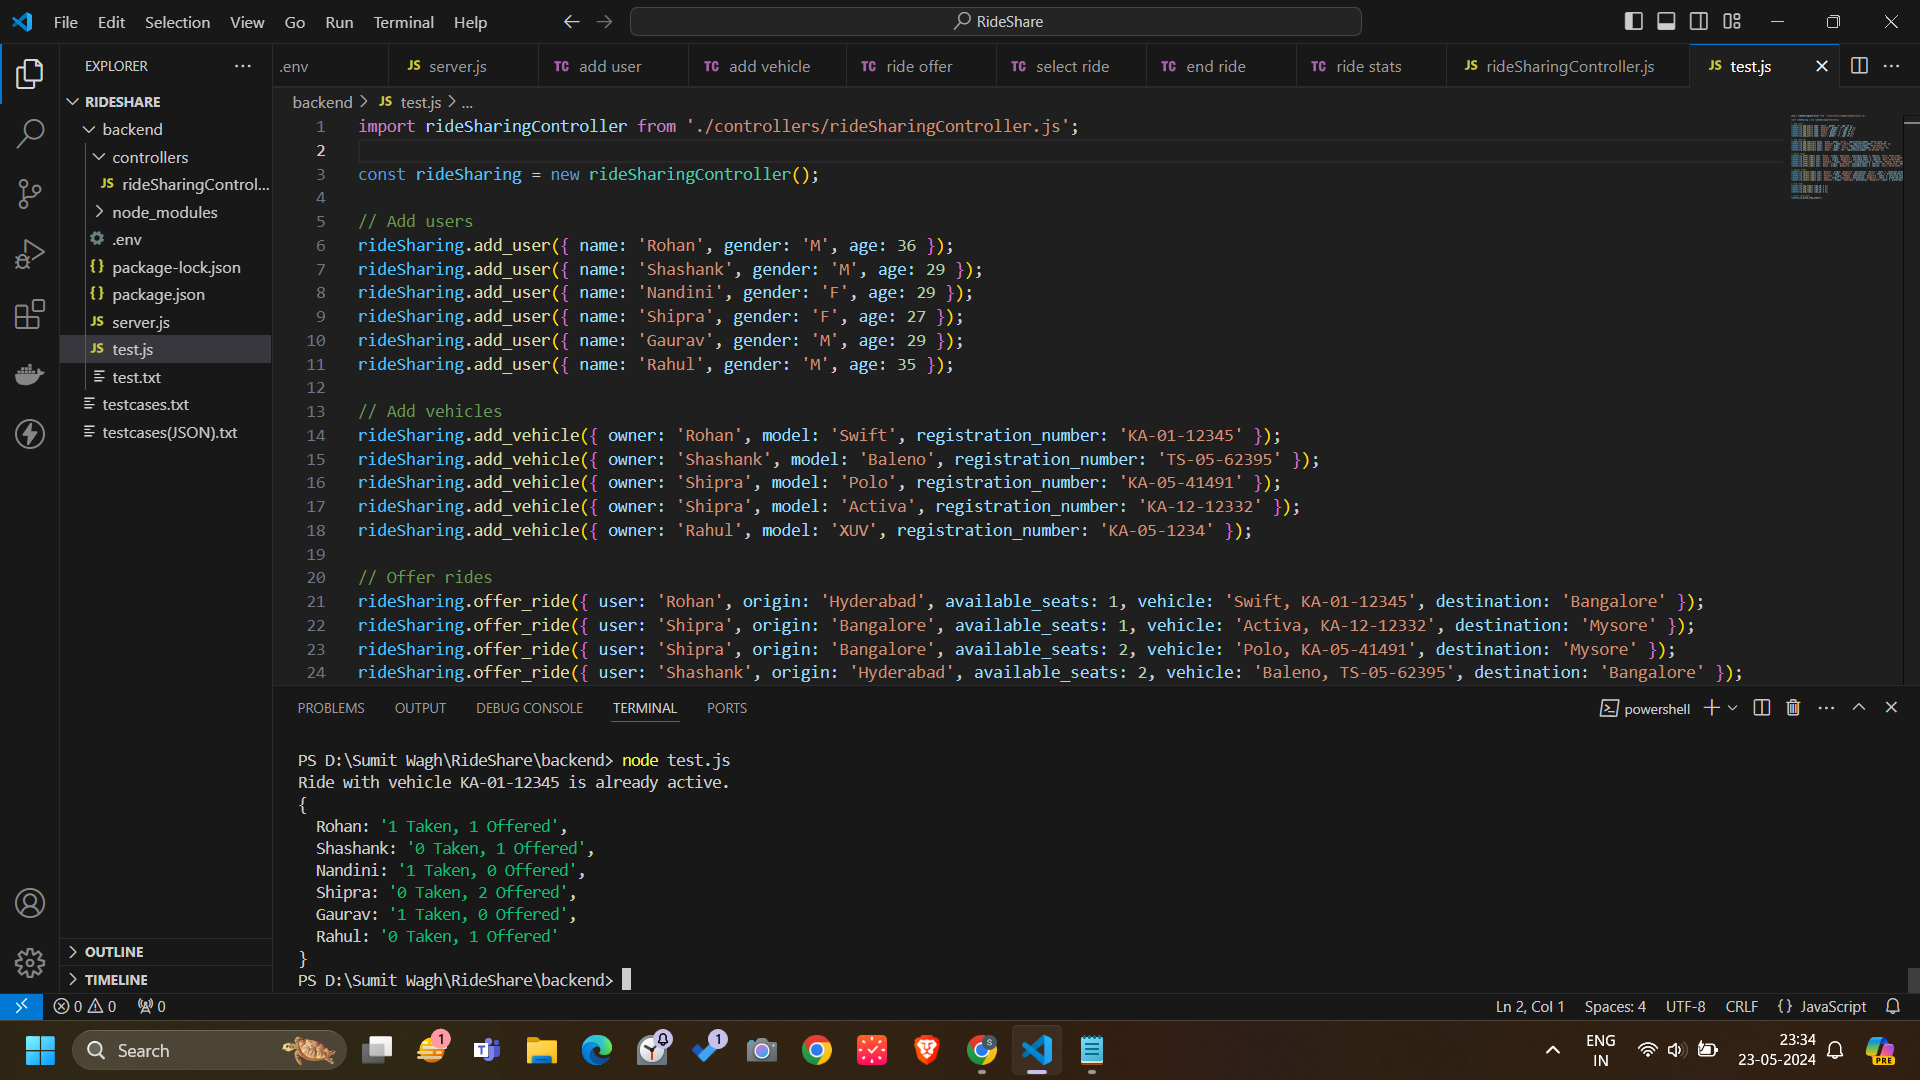 File Edit Selection View Go Run Terminal Help
RideShare
EXPLORER
.env
JS server.js
TC add user
TC add vehicle
TC ride offer
TC select ride
TC end ride
TC ride stats
JS rideSharingController.js
JS test.js
RIDESHARE
backend
controllers
JS rideSharingControl...
node_modules
.env
{} package-lock.json
{} package.json
JS server.js
JS test.js
test.txt
testcases.txt
testcases(JSON).txt
OUTLINE
TIMELINE
backend > JS test.js > ...
1 import rideSharingController from './controllers/rideSharingController.js';
2
3 const rideSharing = new rideSharingController();
4
5 // Add users
6 rideSharing.add_user({ name: 'Rohan', gender: 'M', age: 36 });
7 rideSharing.add_user({ name: 'Shashank', gender: 'M', age: 29 });
8 rideSharing.add_user({ name: 'Nandini', gender: 'F', age: 29 });
9 rideSharing.add_user({ name: 'Shipra', gender: 'F', age: 27 });
10 rideSharing.add_user({ name: 'Gaurav', gender: 'M', age: 29 });
11 rideSharing.add_user({ name: 'Rahul', gender: 'M', age: 35 });
12
13 // Add vehicles
14 rideSharing.add_vehicle({ owner: 'Rohan', model: 'Swift', registration_number: 'KA-01-12345' });
15 rideSharing.add_vehicle({ owner: 'Shashank', model: 'Baleno', registration_number: 'TS-05-62395' });
16 rideSharing.add_vehicle({ owner: 'Shipra', model: 'Polo', registration_number: 'KA-05-41491' });
17 rideSharing.add_vehicle({ owner: 'Shipra', model: 'Activa', registration_number: 'KA-12-12332' });
18 rideSharing.add_vehicle({ owner: 'Rahul', model: 'XUV', registration_number: 'KA-05-1234' });
19
20 // Offer rides
21 rideSharing.offer_ride({ user: 'Rohan', origin: 'Hyderabad', available_seats: 1, vehicle: 'Swift, KA-01-12345', destination: 'Bangalore' });
22 rideSharing.offer_ride({ user: 'Shipra', origin: 'Bangalore', available_seats: 1, vehicle: 'Activa, KA-12-12332', destination: 'Mysore' });
23 rideSharing.offer_ride({ user: 'Shipra', origin: 'Bangalore', available_seats: 2, vehicle: 'Polo, KA-05-41491', destination: 'Mysore' });
24 rideSharing.offer_ride({ user: 'Shashank', origin: 'Hyderabad', available_seats: 2, vehicle: 'Baleno, TS-05-62395', destination: 'Bangalore' });
PROBLEMS OUTPUT DEBUG CONSOLE TERMINAL PORTS
powershell
PS D:\Sumit Wagh\RideShare\backend> node test.js
Ride with vehicle KA-01-12345 is already active.
{
Rohan: '1 Taken, 1 Offered',
Shashank: '0 Taken, 1 Offered',
Nandini: '1 Taken, 0 Offered',
Shipra: '0 Taken, 2 Offered',
Gaurav: '1 Taken, 0 Offered',
Rahul: '0 Taken, 1 Offered'
}
PS D:\Sumit Wagh\RideShare\backend>
0 0 0
Ln 2, Col 1 Spaces: 4 UTF-8 CRLF {} JavaScript
Search
1
1
S
ENG
IN
23:34
23-05-2024
PRE